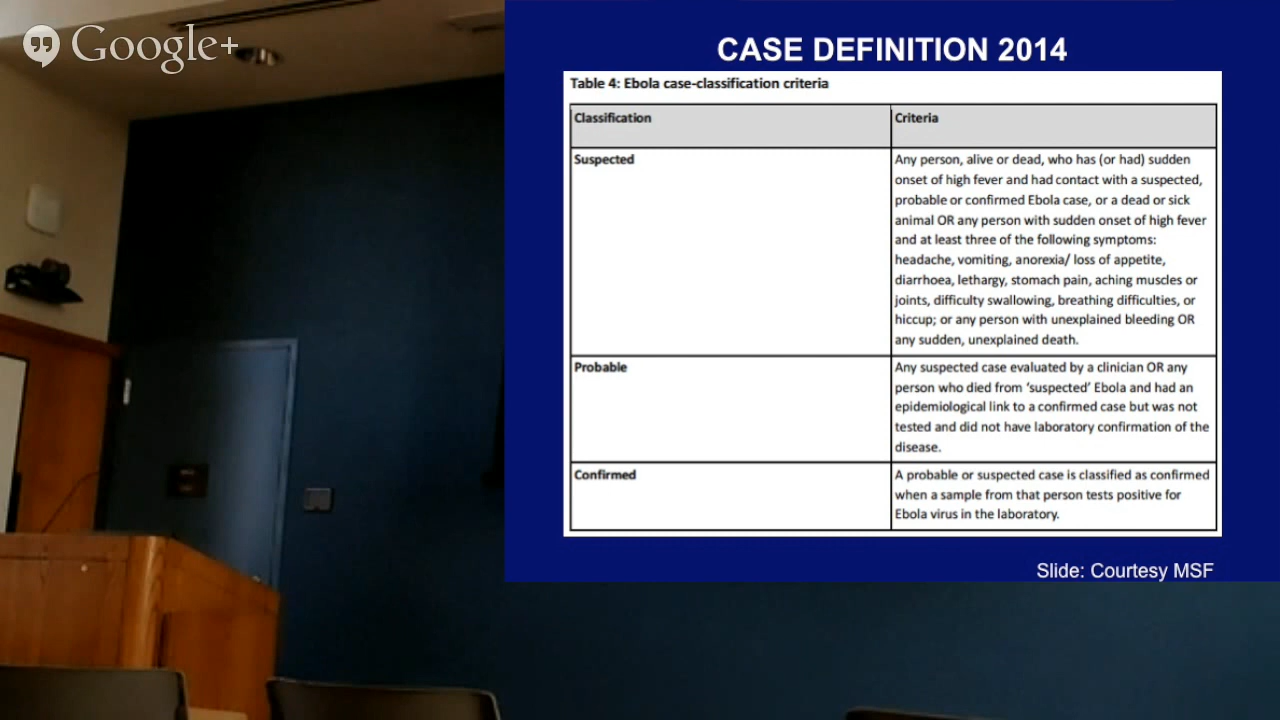 Google+
CASE DEFINITION 2014
Table 4: Ebola case-classification criteria
Classification
Criteria
Suspected
Any person, alive or dead, who has (or had) sudden
onset of high fever and had contact with a suspected,
probable or confirmed Ebola case, or a dead or sick
animal OR any person with sudden onset of high fever
and at least three of the following symptoms:
headache, vomiting, anorexia/ loss of appetite,
diarrhoea, lethargy, stomach pain, aching muscles or
joints, difficulty swallowing, breathing difficulties, or
hiccup; or any person with unexplained bleeding OR
any sudden, unexplained death.
Probable
Any suspected case evaluated by a clinician OR any
person who died from ‘suspected’ Ebola and had an
epidemiological link to a confirmed case but was not
tested and did not have laboratory confirmation of the
disease.
Confirmed
A probable or suspected case is classified as confirmed
when a sample from that person tests positive for
Ebola virus in the laboratory.
Slide: Courtesy MSF